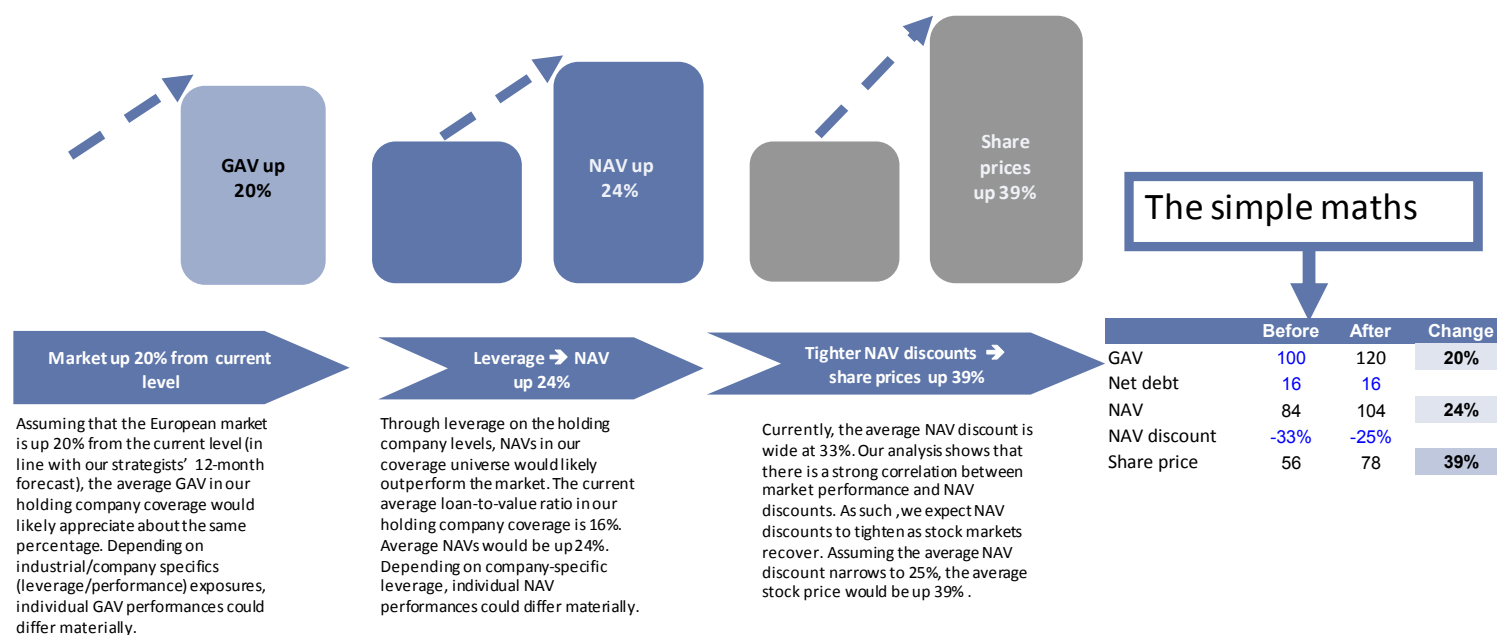 GAV up
20%
NAV up
24%
Share
prices
up 39%
The simple maths
Market up 20% from current
level
Leverage ➔ NAV
up 24%
Tighter NAV discounts ➔
share prices up 39%
Assuming that the European market
is up 20% from the current level (in
line with our strategists' 12-month
forecast), the average GAV in our
holding company coverage would
likely appreciate about the same
percentage. Depending on
industrial/company specifics
(leverage/performance) exposures,
individual GAV performances could
differ materially.
Through leverage on the holding
company levels, NAVs in our
coverage universe would likely
outperform the market. The current
average loan-to-value ratio in our
holding company coverage is 16%.
Average NAVs would be up 24%.
Depending on company-specific
leverage, individual NAV
performances could differ materially.
Currently, the average NAV discount is
wide at 33%. Our analysis shows that
there is a strong correlation between
market performance and NAV
discounts. As such ,we expect NAV
discounts to tighten as stock markets
recover. Assuming the average NAV
discount narrows to 25%, the average
stock price would be up 39% .
Before After Change
GAV 100 120 20%
Net debt 16 16
NAV 84 104 24%
NAV discount -33% -25%
Share price 56 78 39%